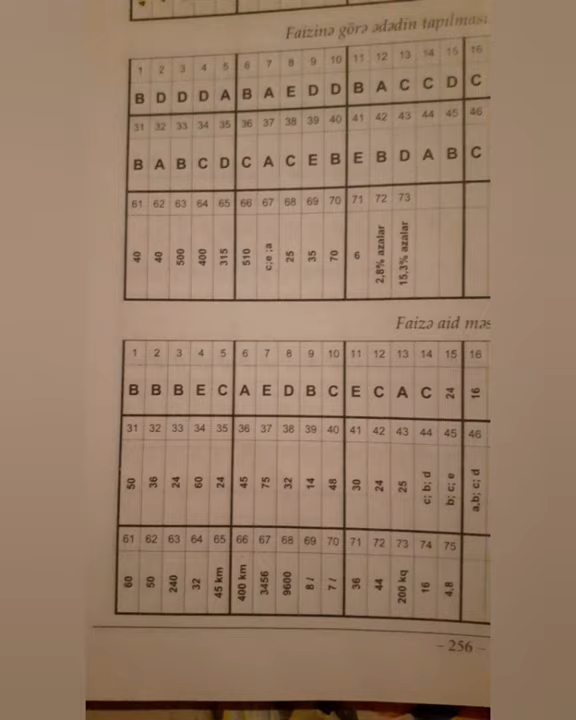 Faizinə görə ədədin tapılması
1 2 3 4 5 6 7 8 9 10 11 12 13 14 15 16
B D D D A B A E D D B A C C D C
31 32 33 34 35 36 37 38 39 40 41 42 43 44 45 46
B A B C D C A C E B E B D A B C
61 62 63 64 65 66 67 68 69 70 71 72 73
40 40 500 400 315 510 c;e ;a 25 35 70 6 2,8% azalar 15,3% azalar
Faizə aid məs
1 2 3 4 5 6 7 8 9 10 11 12 13 14 15 16
B B B E C A E D B C E C A C 24 16
31 32 33 34 35 36 37 38 39 40 41 42 43 44 45 46
50 36 24 60 24 45 75 32 14 48 30 24 25 c; b; d b; c; e a,b; c; d
61 62 63 64 65 66 67 68 69 70 71 72 73 74 75
60 50 240 32 45 km 400 km 3456 9600 8 l 7 l 36 44 200 kq 16 4,8
- 256 -